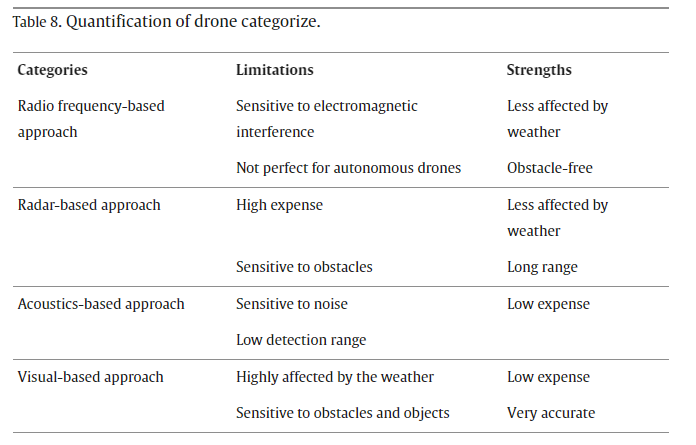 Table 8. Quantification of drone categorize.
Categories Limitations Strengths
Radio frequency-based Sensitive to electromagnetic Less affected by
approach interference weather
Not perfect for autonomous drones Obstacle-free
Radar-based approach High expense Less affected by
weather
Sensitive to obstacles Long range
Acoustics-based approach Sensitive to noise Low expense
Low detection range
Visual-based approach Highly affected by the weather Low expense
Sensitive to obstacles and objects Very accurate